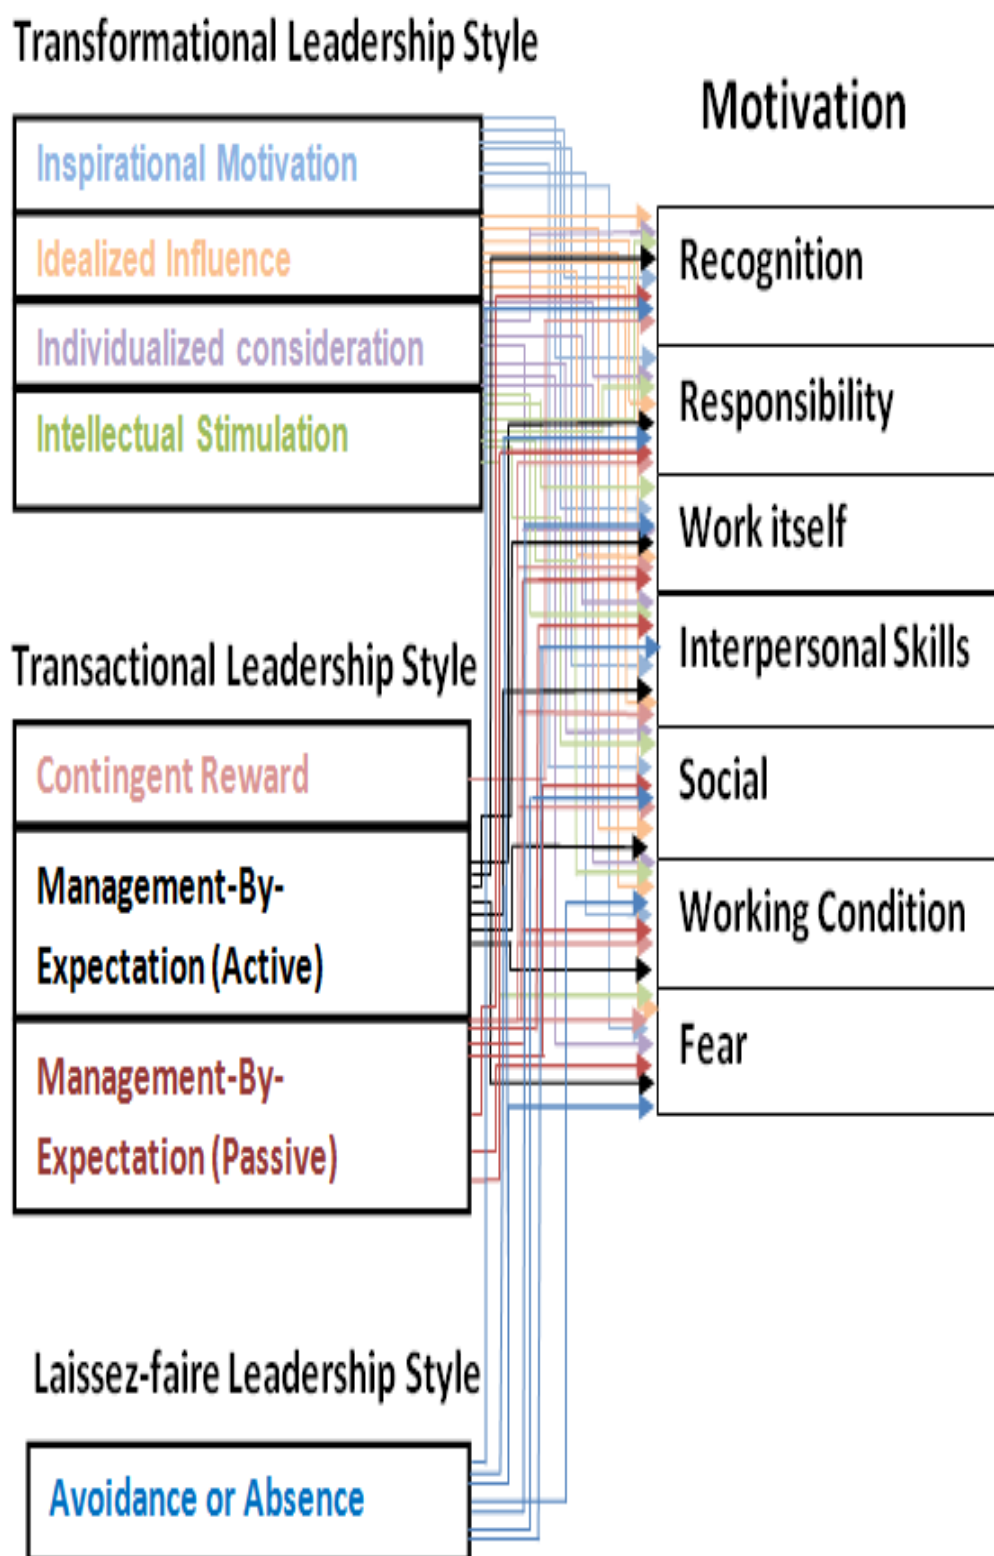 Transformational Leadership Style
Motivation
Inspirational Motivation
Idealized Influence
Individualized consideration
Intellectual Stimulation
Recognition
Responsibility
Work itself
Interpersonal Skills
Social
Working Condition
Fear
Transactional Leadership Style
Contingent Reward
Management-By-
Expectation (Active)
Management-By-
Expectation (Passive)
Laissez-faire Leadership Style
Avoidance or Absence